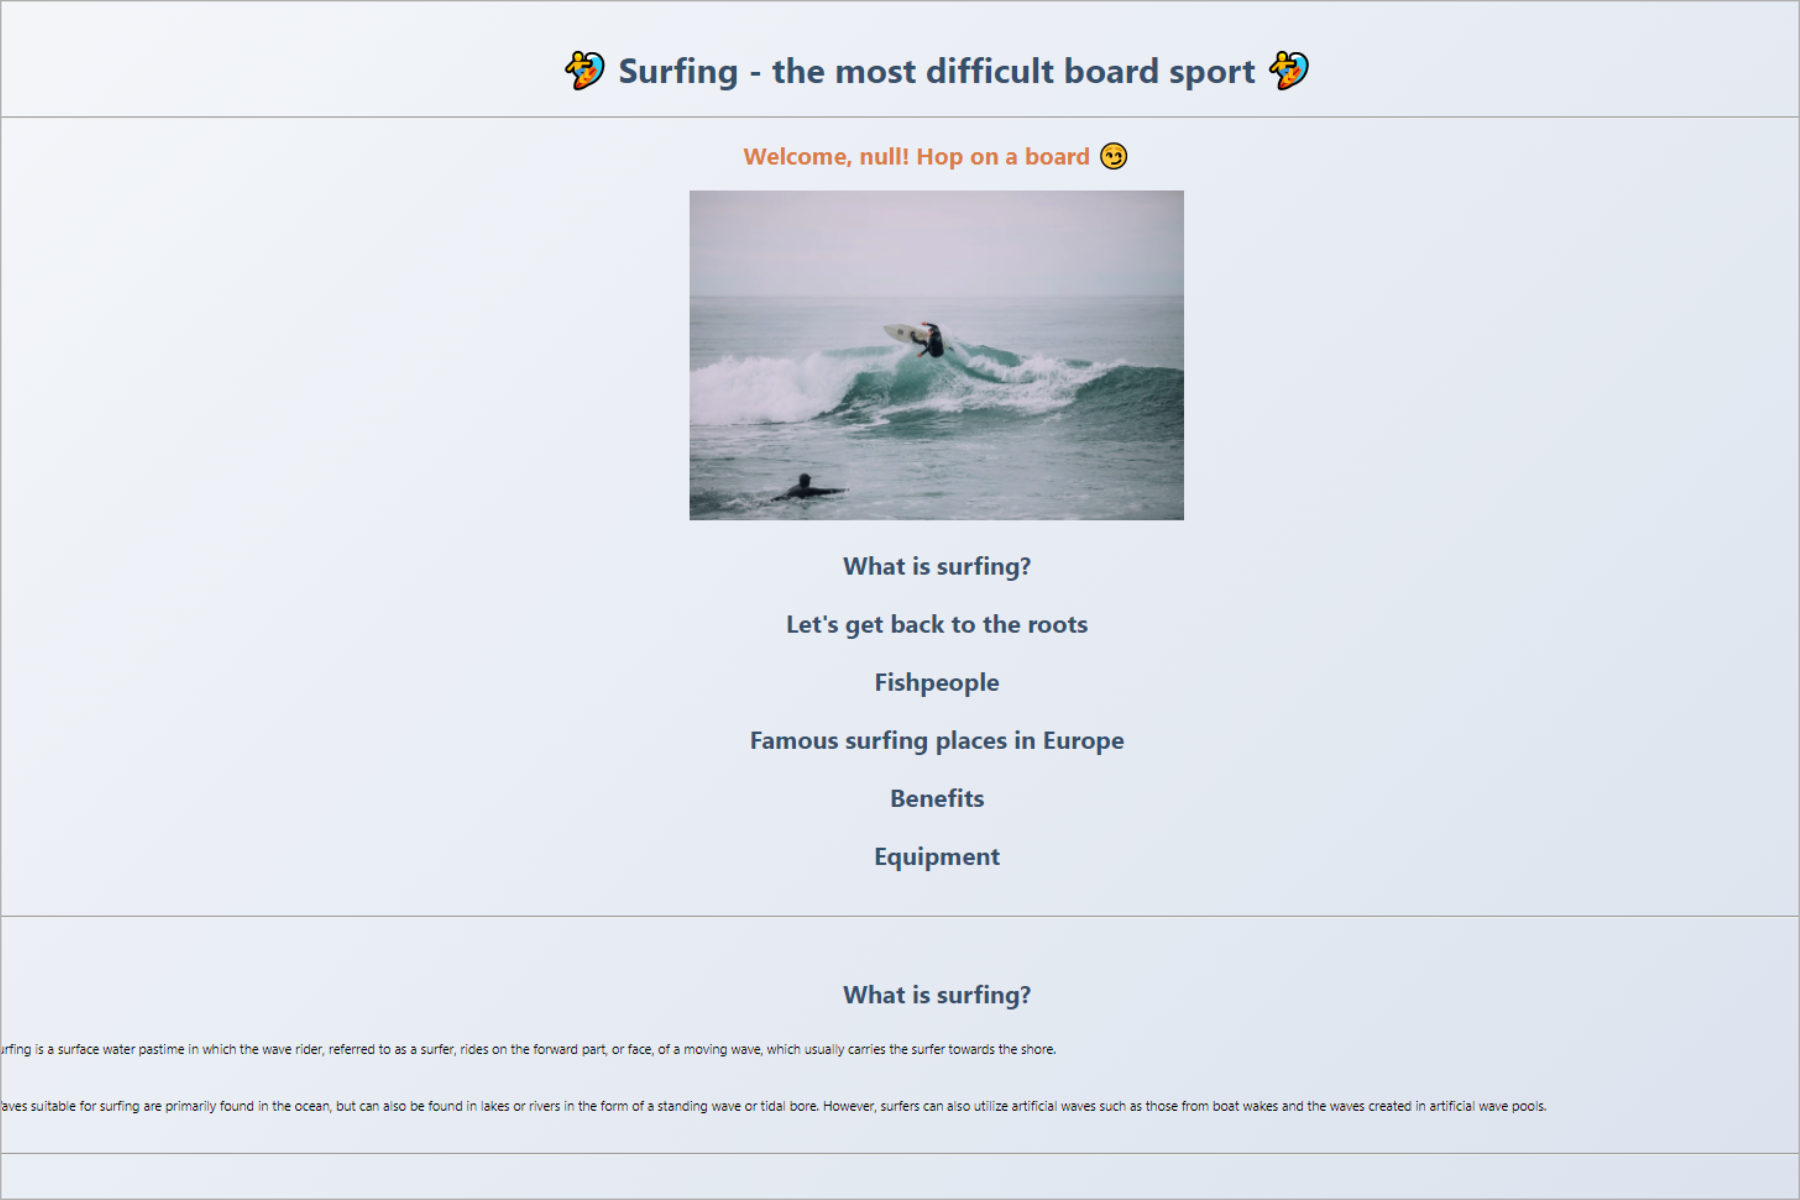 Surfing - the most difficult board sport
Welcome, null! Hop on a board
What is surfing?
Let's get back to the roots
Fishpeople
Famous surfing places in Europe
Benefits
Equipment
What is surfing?
urfing is a surface water pastime in which the wave rider, referred to as a surfer, rides on the forward part, or face, of a moving wave, which usually carries the surfer towards the shore.
aves suitable for surfing are primarily found in the ocean, but can also be found in lakes or rivers in the form of a standing wave or tidal bore. However, surfers can also utilize artificial waves such as those from boat wakes and the waves created in artificial wave pools.